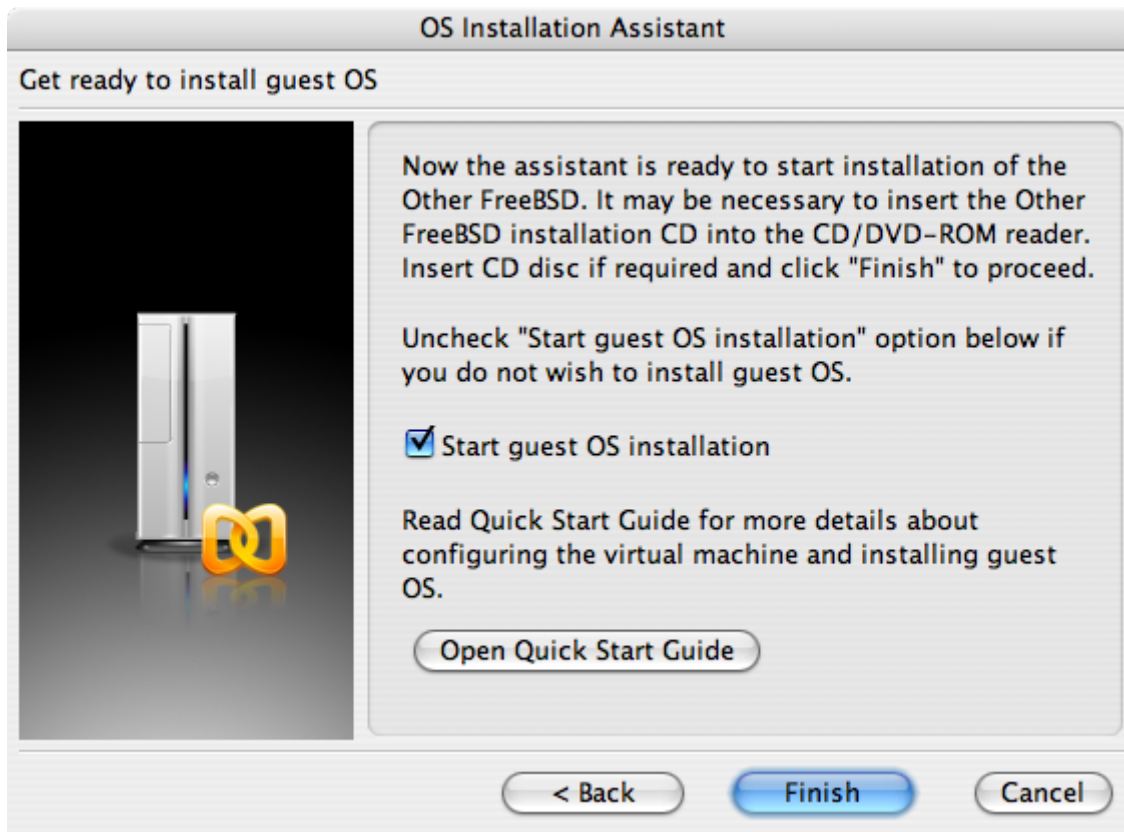 OS Installation Assistant
Get ready to install guest OS
Now the assistant is ready to start installation of the
Other FreeBSD. It may be necessary to insert the Other
FreeBSD installation CD into the CD/DVD-ROM reader.
Insert CD disc if required and click "Finish" to proceed.
Uncheck "Start guest OS installation" option below if
you do not wish to install guest OS.
Start guest OS installation
Read Quick Start Guide for more details about
configuring the virtual machine and installing guest
OS.
Open Quick Start Guide
< Back
Finish
Cancel